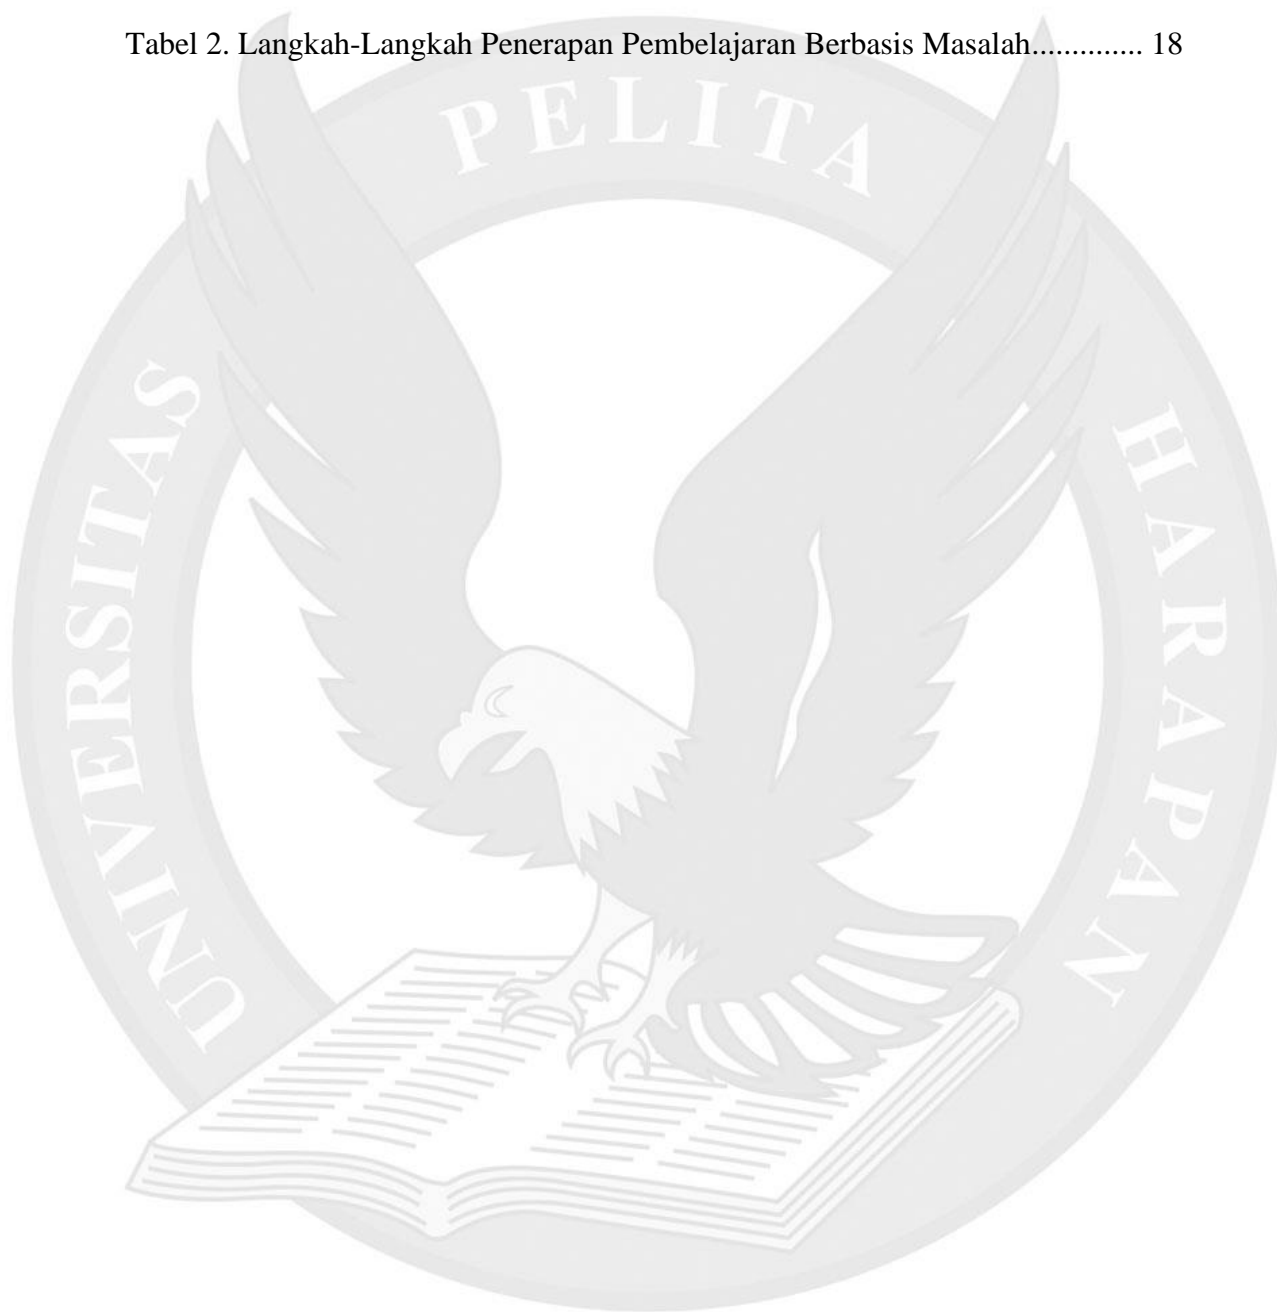 Tabel 2. Langkah-Langkah Penerapan Pembelajaran Berbasis Masalah.............. 18
UNIVERSITAS PELITA HARAPAN